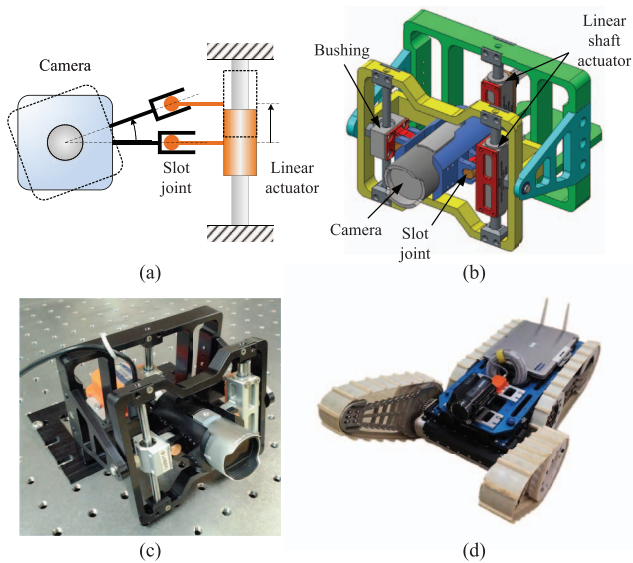 Camera
Slot
joint
Linear
actuator
(a)
Bushing
Linear
shaft
actuator
Camera
Slot
joint
(b)
(c)
(d)